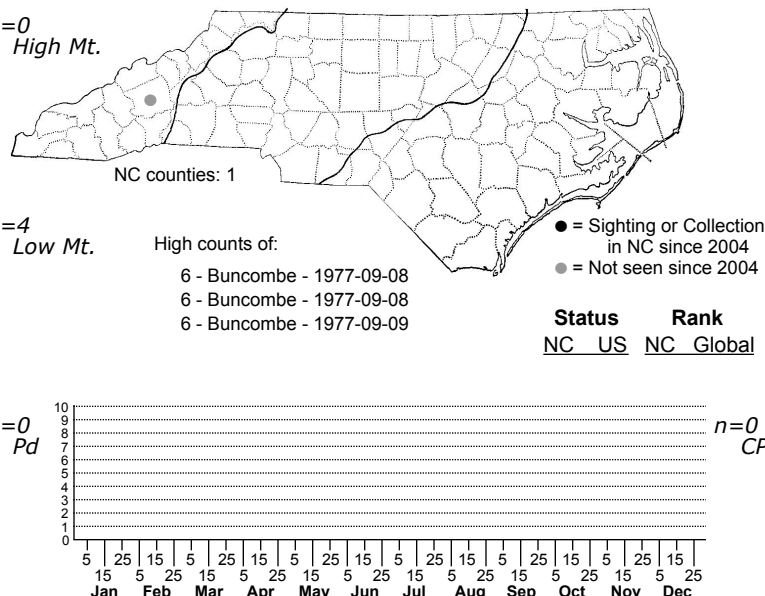 =0
High Mt.
NC counties: 1
=4
Low Mt.
High counts of:
6 - Buncombe - 1977-09-08
6 - Buncombe - 1977-09-08
6 - Buncombe - 1977-09-09
● = Sighting or Collection
in NC since 2004
● = Not seen since 2004
Status Rank
NC US NC Global
=0
Pd
n=0
CP
10
9
8
7
6
5
4
3
2
1
0
5 25 15 5 25 15 5 25 15 5 25 15 5 25 15 5 25 15
15 5 25 15 5 25 15 5 25 15 5 25 15 5 25 15 5 25
Jan Feb Mar Apr May Jun Jul Aug Sep Oct Nov Dec